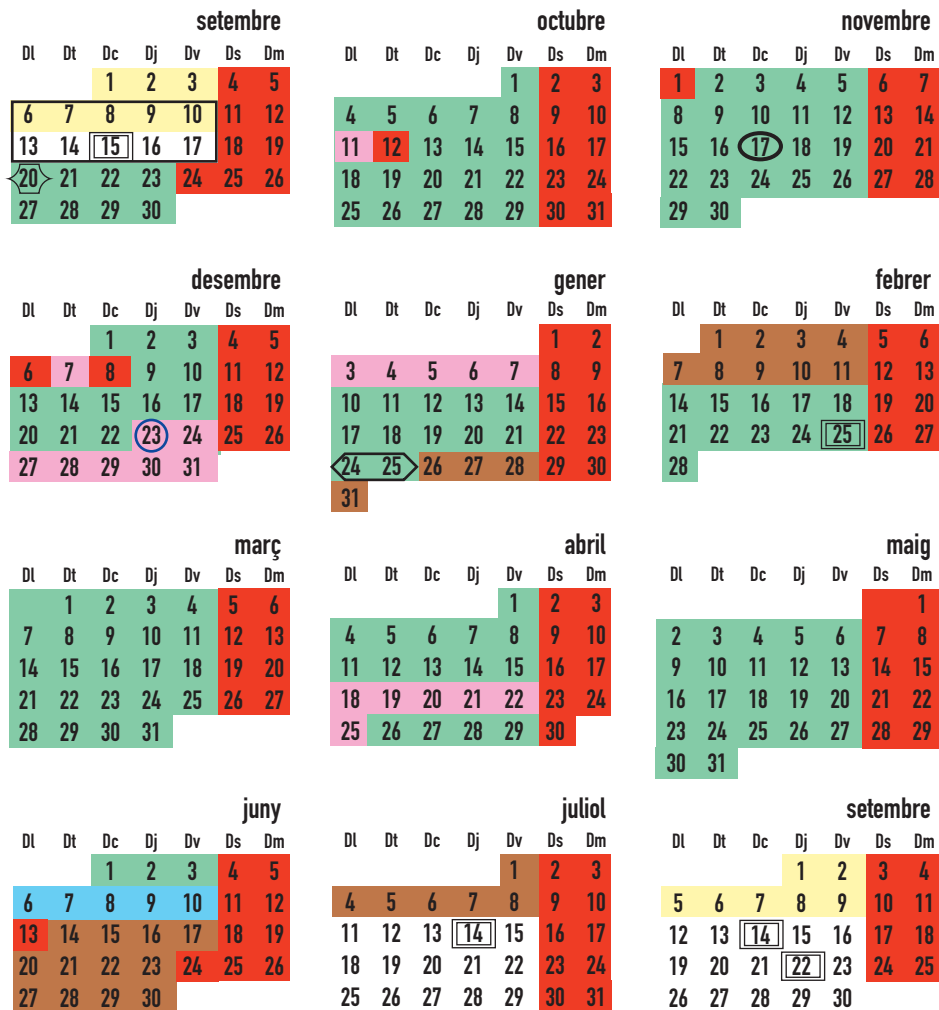 setembre
Dl Dt Dc Dj Dv Ds Dm
1 2 3 4 5
6 7 8 9 10 11 12
13 14 15 16 17 18 19
20 21 22 23 24 25 26
27 28 29 30
octubre
Dl Dt Dc Dj Dv Ds Dm
1 2 3
4 5 6 7 8 9 10
11 12 13 14 15 16 17
18 19 20 21 22 23 24
25 26 27 28 29 30 31
novembre
Dl Dt Dc Dj Dv Ds Dm
1 2 3 4 5 6 7
8 9 10 11 12 13 14
15 16 17 18 19 20 21
22 23 24 25 26 27 28
29 30
desembre
Dl Dt Dc Dj Dv Ds Dm
1 2 3 4 5
6 7 8 9 10 11 12
13 14 15 16 17 18 19
20 21 22 23 24 25 26
27 28 29 30 31
gener
Dl Dt Dc Dj Dv Ds Dm
1 2
3 4 5 6 7 8 9
10 11 12 13 14 15 16
17 18 19 20 21 22 23
24 25 26 27 28 29 30
31
febrer
Dl Dt Dc Dj Dv Ds Dm
1 2 3 4 5 6
7 8 9 10 11 12 13
14 15 16 17 18 19 20
21 22 23 24 25 26 27
28
març
Dl Dt Dc Dj Dv Ds Dm
1 2 3 4 5 6
7 8 9 10 11 12 13
14 15 16 17 18 19 20
21 22 23 24 25 26 27
28 29 30 31
abril
Dl Dt Dc Dj Dv Ds Dm
1 2 3
4 5 6 7 8 9 10
11 12 13 14 15 16 17
18 19 20 21 22 23 24
25 26 27 28 29 30
maig
Dl Dt Dc Dj Dv Ds Dm
1
2 3 4 5 6 7 8
9 10 11 12 13 14 15
16 17 18 19 20 21 22
23 24 25 26 27 28 29
30 31
juny
Dl Dt Dc Dj Dv Ds Dm
1 2 3 4 5
6 7 8 9 10 11 12
13 14 15 16 17 18 19
20 21 22 23 24 25 26
27 28 29 30
juliol
Dl Dt Dc Dj Dv Ds Dm
1 2 3
4 5 6 7 8 9 10
11 12 13 14 15 16 17
18 19 20 21 22 23 24
25 26 27 28 29 30 31
setembre
Dl Dt Dc Dj Dv Ds Dm
1 2 3 4
5 6 7 8 9 10 11
12 13 14 15 16 17 18
19 20 21 22 23 24 25
26 27 28 29 30